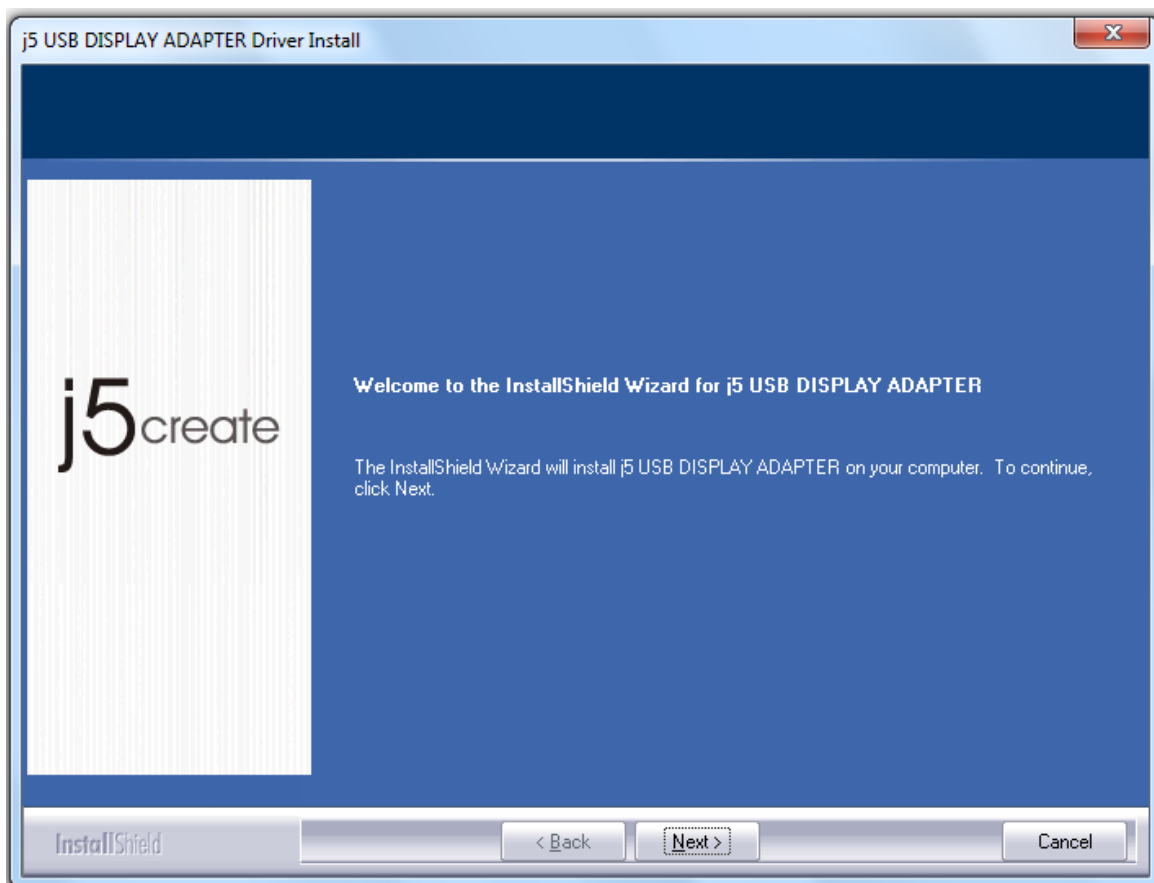 j5 USB DISPLAY ADAPTER Driver Install
j5create
Welcome to the InstallShield Wizard for j5 USB DISPLAY ADAPTER
The InstallShield Wizard will install j5 USB DISPLAY ADAPTER on your computer.  To continue,
click Next.
InstallShield
< Back
Next >
Cancel